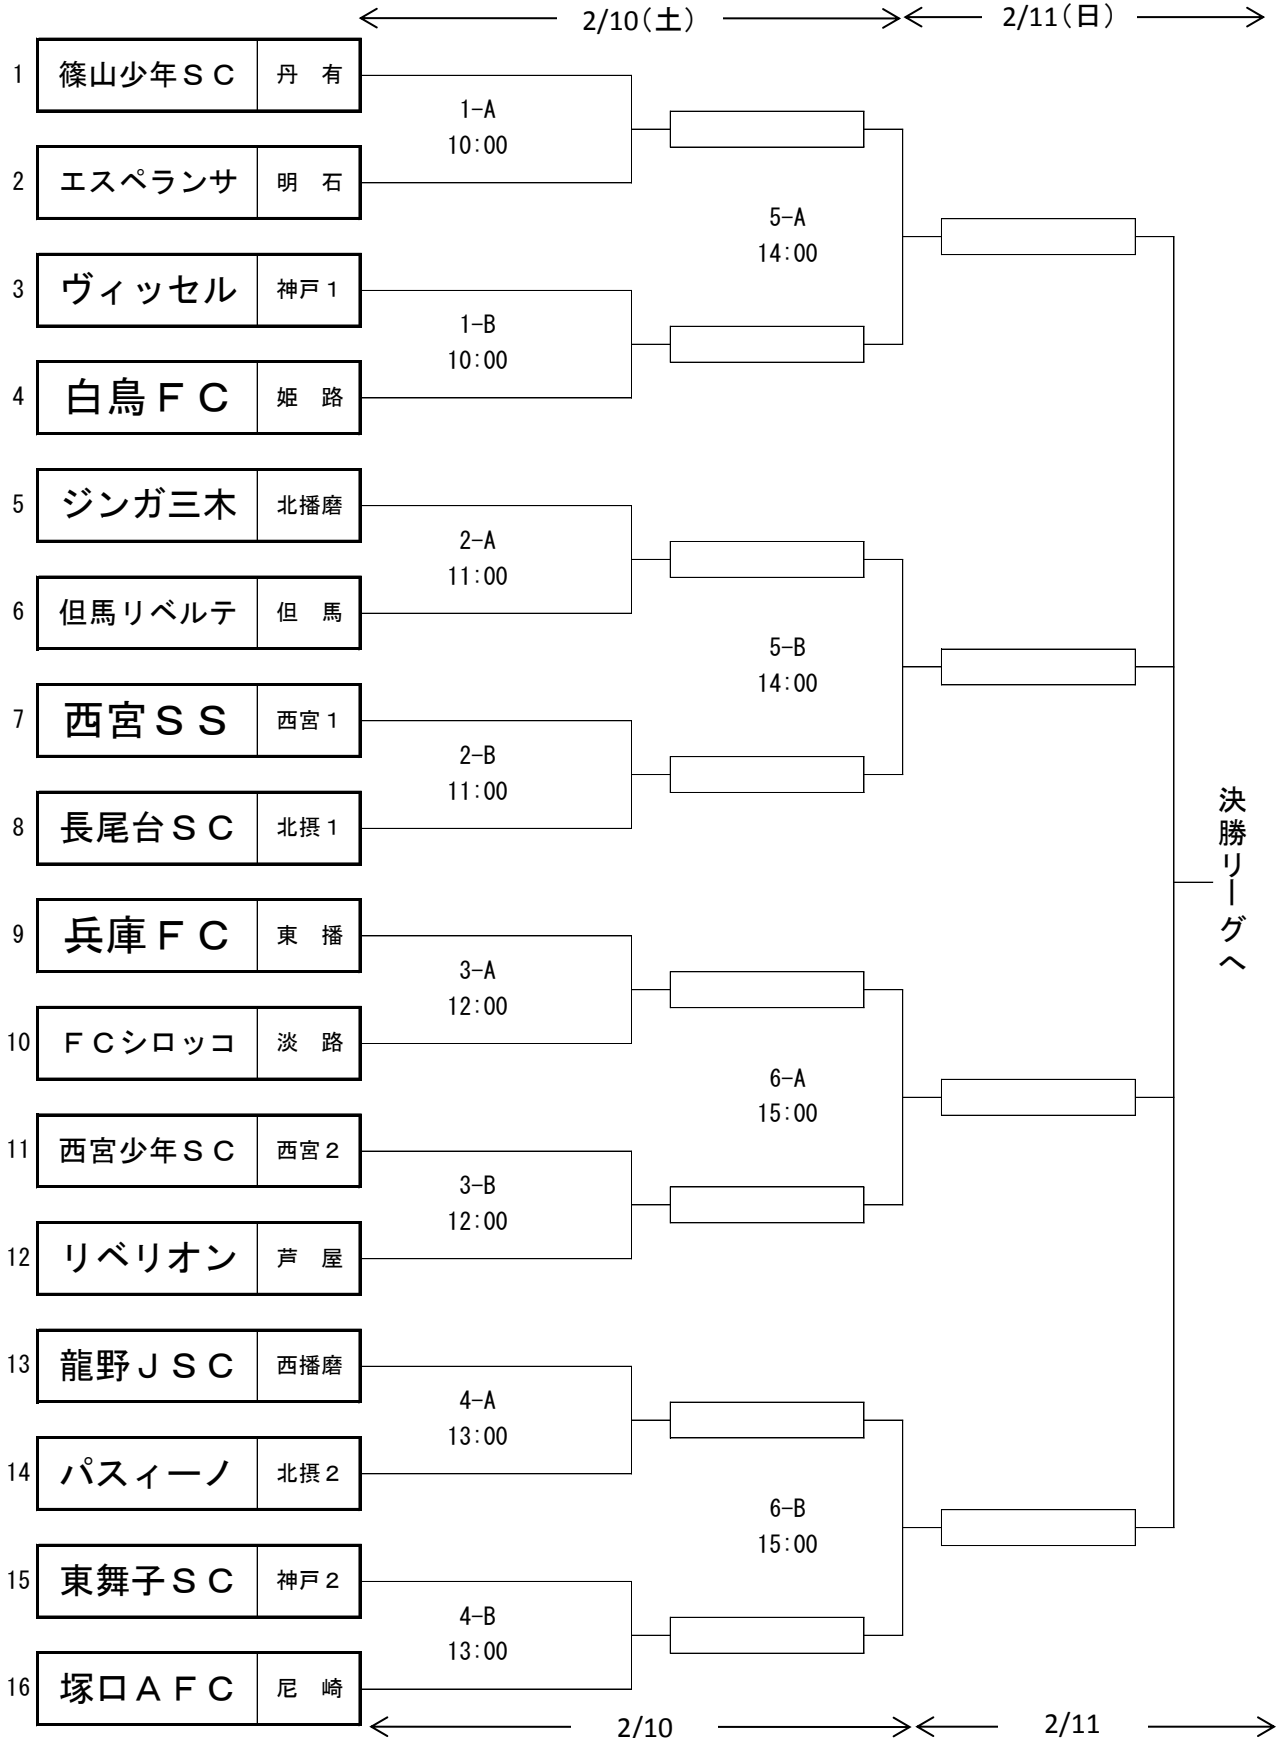 2/10(土) 2/11(日)
1 篠山少年SC 丹 有
1-A
10:00
2 エスペランサ 明 石
5-A
14:00
3 ヴィッセル 神戸1
1-B
10:00
4 白鳥FC 姫 路
5 ジンガ三木 北播磨
2-A
11:00
6 但馬リベルテ 但 馬
5-B
14:00
7 西宮SS 西宮1
2-B
11:00
8 長尾台SC 北摂1
決勝リーグへ
9 兵庫FC 東 播
3-A
12:00
10 FCシロッコ 淡 路
6-A
15:00
11 西宮少年SC 西宮2
3-B
12:00
12 リベリオン 芦 屋
13 龍野JSC 西播磨
4-A
13:00
14 パスィーノ 北摂2
6-B
15:00
15 東舞子SC 神戸2
4-B
13:00
16 塚口AFC 尼 崎
2/10 2/11